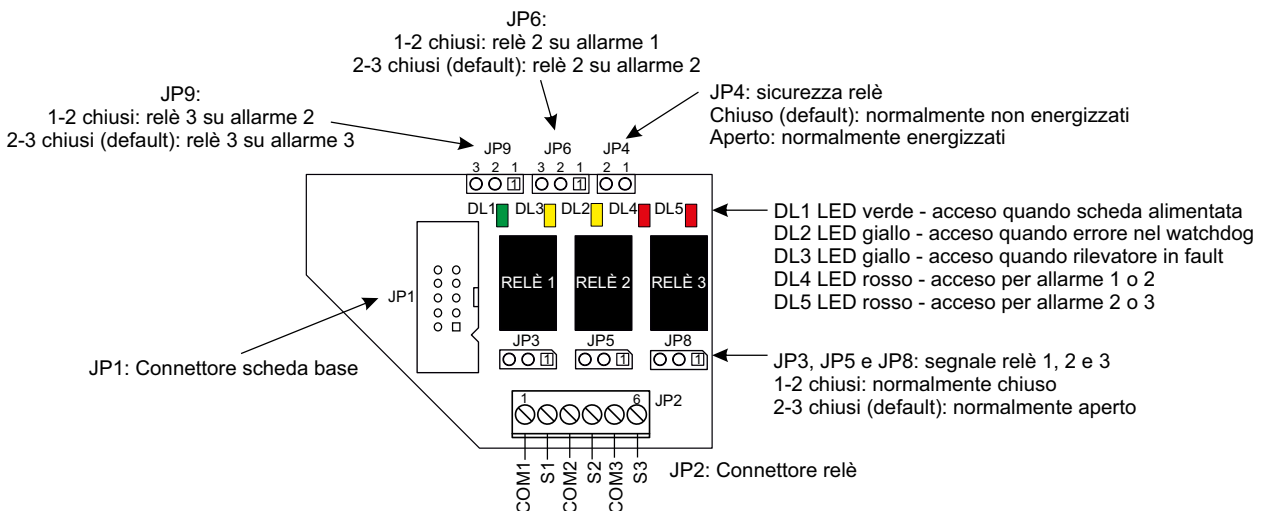 JP6:
1-2 chiusi: relè 2 su allarme 1
2-3 chiusi (default): relè 2 su allarme 2
JP9:
1-2 chiusi: relè 3 su allarme 2
2-3 chiusi (default): relè 3 su allarme 3
JP4: sicurezza relè
Chiuso (default): normalmente non energizzati
Aperto: normalmente energizzati
JP9 JP6 JP4
3 2 1 3 2 1 2 1
1 1
DL1 DL3 DL2 DL4 DL5
DL1 LED verde - acceso quando scheda alimentata
DL2 LED giallo - acceso quando errore nel watchdog
DL3 LED giallo - acceso quando rilevatore in fault
DL4 LED rosso - acceso per allarme 1 o 2
DL5 LED rosso - acceso per allarme 2 o 3
RELÈ 1 RELÈ 2 RELÈ 3
JP1
JP1: Connettore scheda base
JP3 JP5 JP8
1 1 1
JP3, JP5 e JP8: segnale relè 1, 2 e 3
1-2 chiusi: normalmente chiuso
2-3 chiusi (default): normalmente aperto
1 6 JP2
COM1 S1 COM2 S2 COM3 S3
JP2: Connettore relè